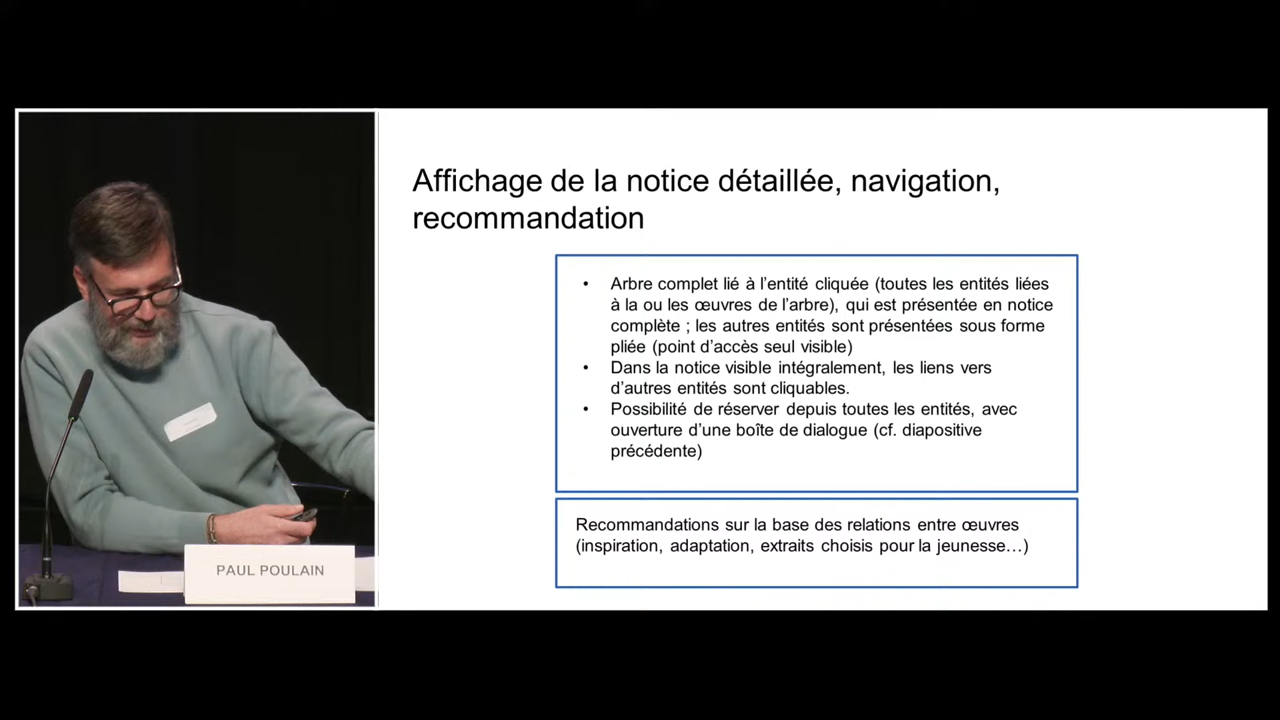 Affichage de la notice détaillée, navigation,
recommandation
• Arbre complet lié à l'entité cliquée (toutes les entités liées
à la ou les œuvres de l'arbre), qui est présentée en notice
complète ; les autres entités sont présentées sous forme
pliée (point d'accès seul visible)
• Dans la notice visible intégralement, les liens vers
d'autres entités sont cliquables.
• Possibilité de réserver depuis toutes les entités, avec
ouverture d'une boîte de dialogue (cf. diapositive
précédente)
Recommandations sur la base des relations entre œuvres
(inspiration, adaptation, extraits choisis pour la jeunesse…)
PAUL POULAIN